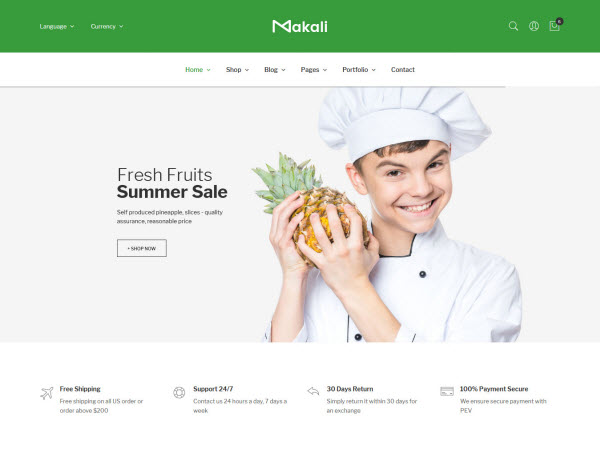 Language
Currency
Makali
0
Home
Shop
Blog
Pages
Portfolio
Contact
Fresh Fruits
Summer Sale
Self produced pineapple, slices - quality
assurance, reasonable price
+ SHOP NOW
Free Shipping
Free shipping on all US order or
order above $200
Support 24/7
Contact us 24 hours a day, 7 days a
week
30 Days Return
Simply return it within 30 days for
an exchange
100% Payment Secure
We ensure secure payment with
PEV